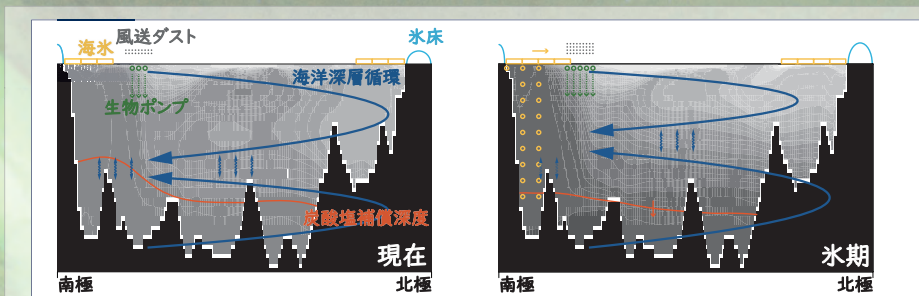 風送ダスト
海氷
氷床
海洋深層循環
生物ポンプ
炭酸塩補償深度
現在
南極
北極
氷期
南極
北極